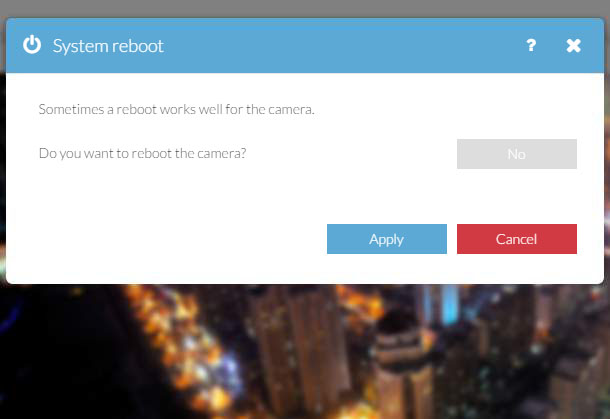 System reboot ?
Sometimes a reboot works well for the camera.
Do you want to reboot the camera? No
Apply Cancel